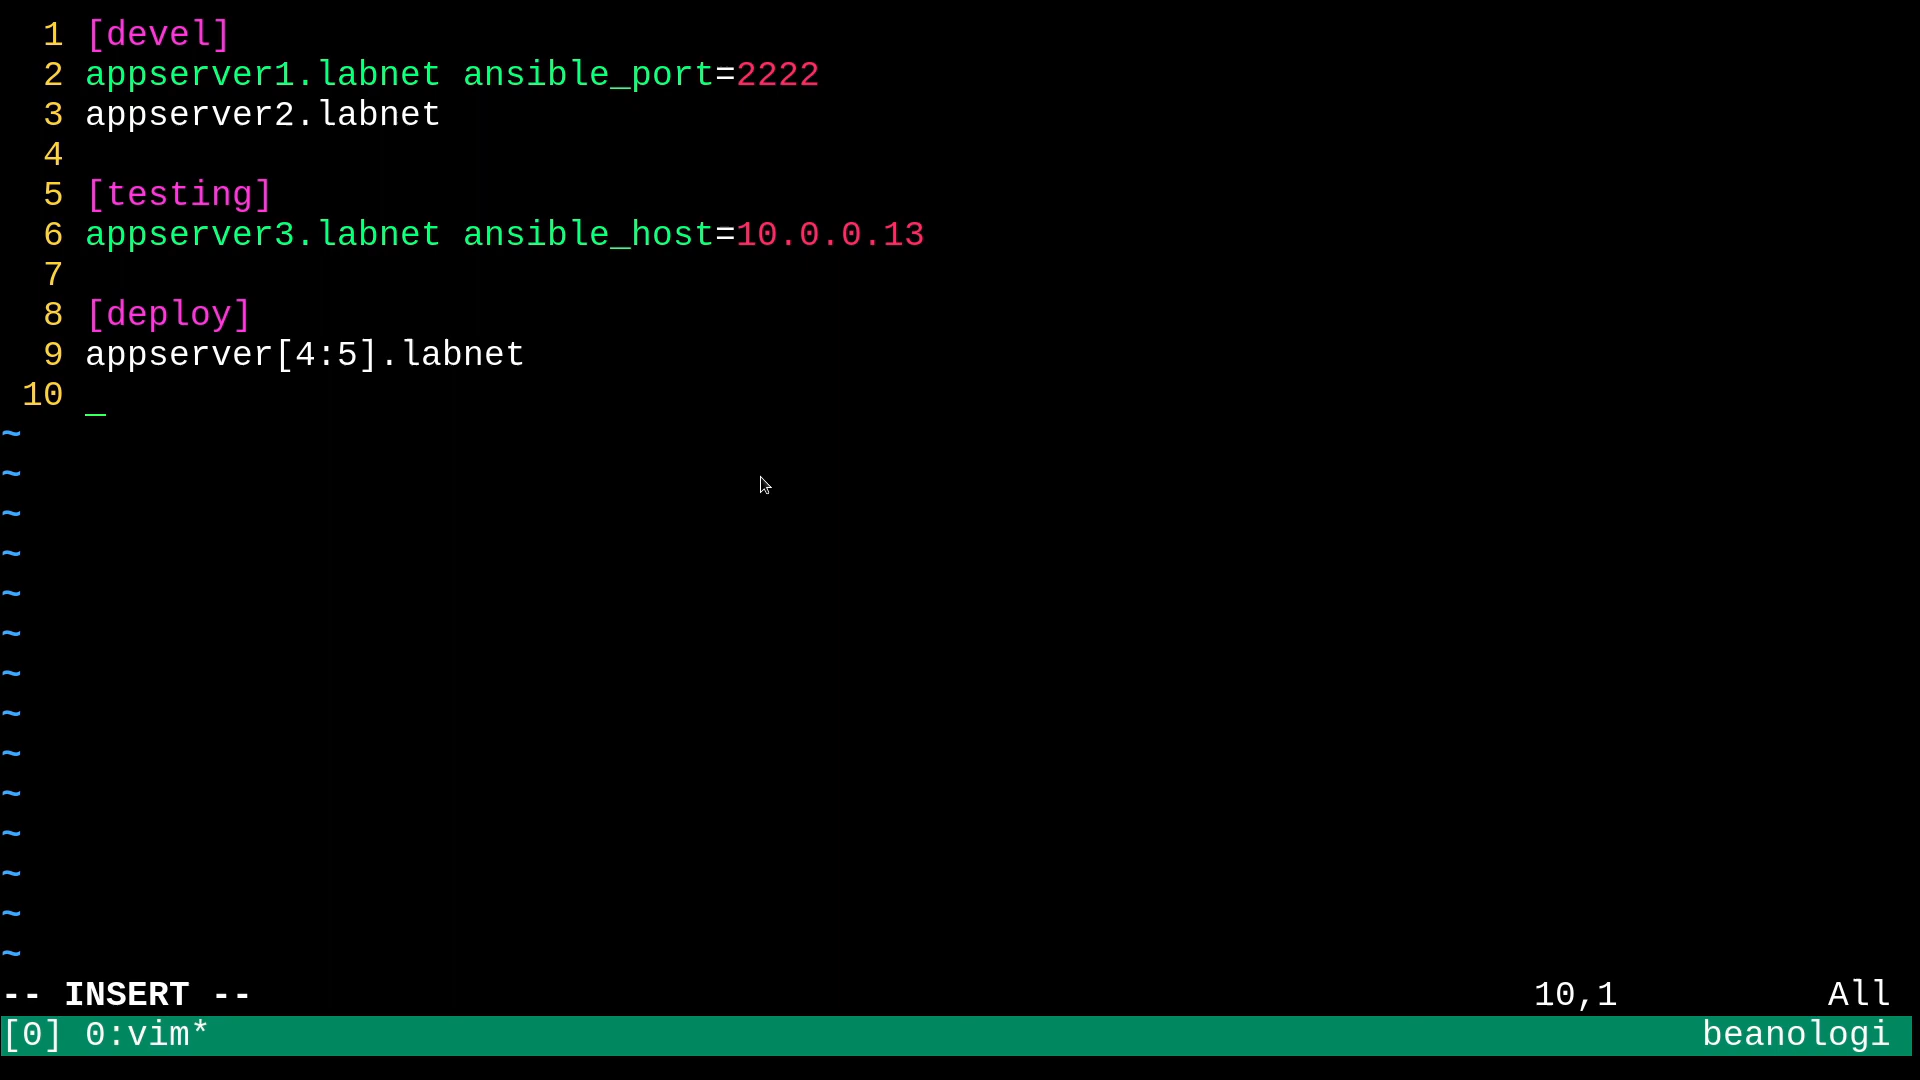 1 [devel]
2 appserver1.labnet ansible_port=2222
3 appserver2.labnet
4
5 [testing]
6 appserver3.labnet ansible_host=10.0.0.13
7
8 [deploy]
9 appserver[4:5].labnet
10
~
~
~
~
~
~
~
~
~
~
~
~
~
~
-- INSERT -- 10,1 All
[0] 0:vim* beanologi